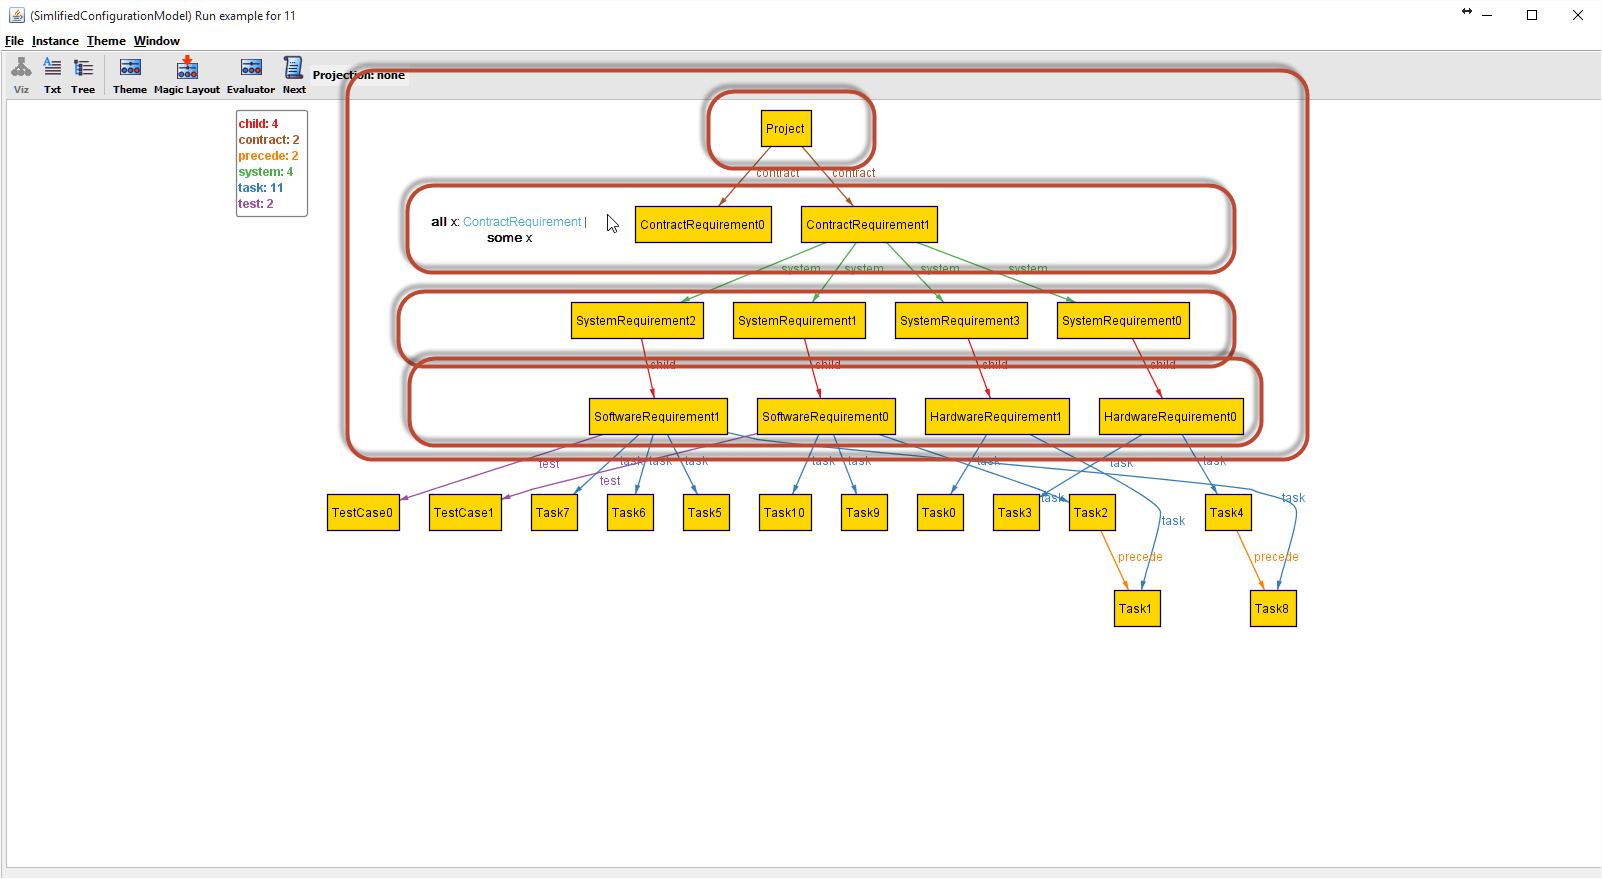 (SimlifiedConfigurationModel) Run example for 11
File Instance Theme Window
Viz Txt Tree Theme Magic Layout Evaluator Next Projection: none
child: 4
contract: 2
precede: 2
system: 4
task: 11
test: 2
Project
contract contract
all x: ContractRequirement |
some x
ContractRequirement0 ContractRequirement1
system system system system
SystemRequirement2 SystemRequirement1 SystemRequirement3 SystemRequirement0
child child child child
SoftwareRequirement1 SoftwareRequirement0 HardwareRequirement1 HardwareRequirement0
test task task task task task task task task
test
task task
TestCase0 TestCase1 Task7 Task6 Task5 Task10 Task9 Task0 Task3 Task2 Task4
task
precede precede
Task1 Task8